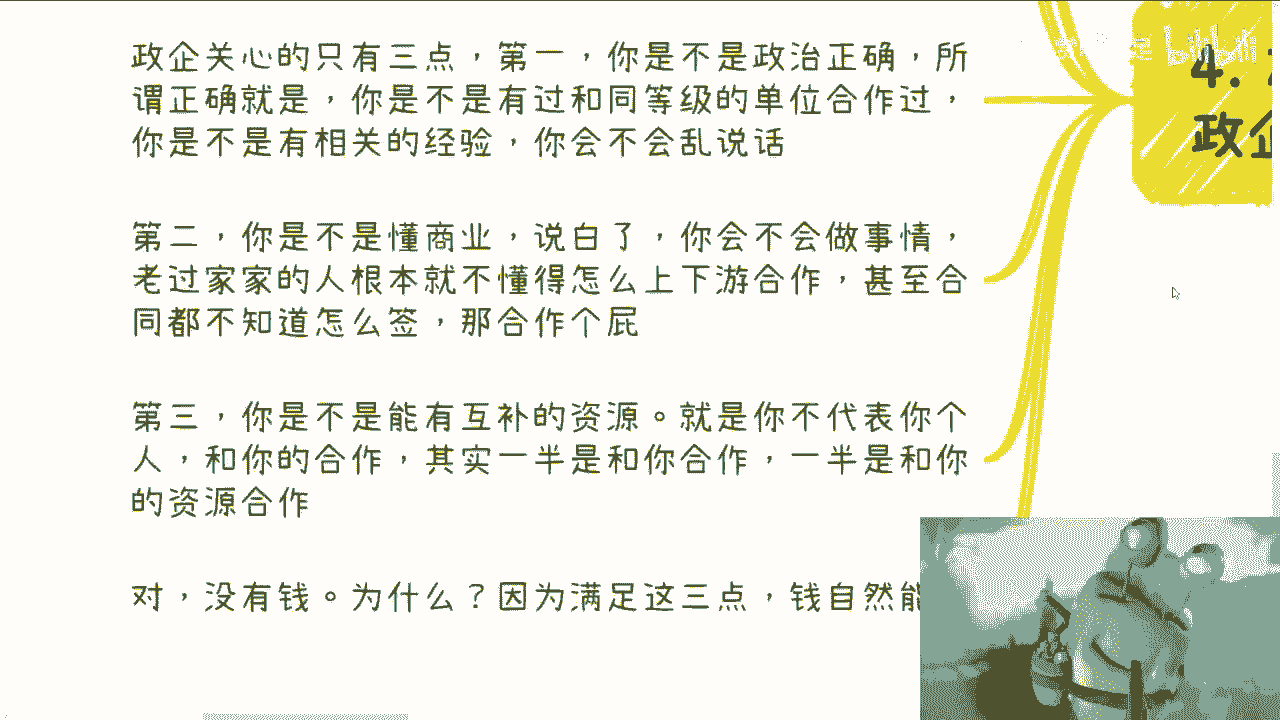 政企关心的只有三点，第一，你是不是政治正确，所
谓正确就是，你是不是有过和同等级的单位合作过，
你是不是有相关的经验，你会不会乱说话
第二，你是不是懂商业，说白了，你会不会做事情，
老过家家的人根本就不懂得怎么上下游合作，甚至合
同都不知道怎么签，那合作个屁
第三，你是不是能有互补的资源。就是你不代表你个
人，和你的合作，其实一半是和你合作，一半是和你
的资源合作
对，没有钱。为什么？因为满足这三点，钱自然能
4.
政企